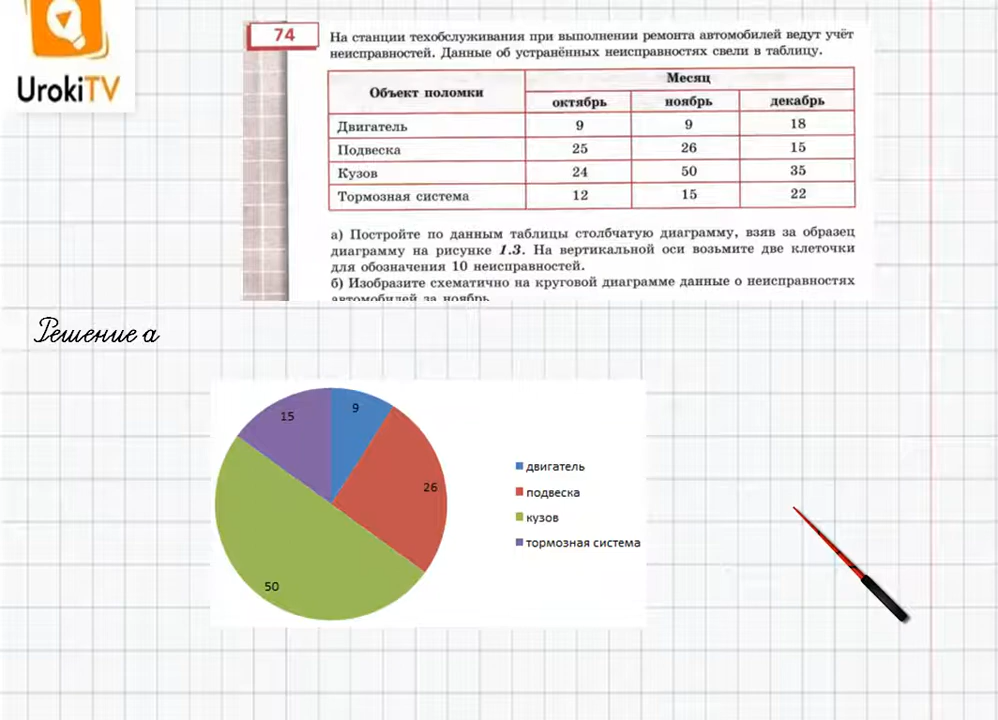 UrokiTV
74
На станции техобслуживания при выполнении ремонта автомобилей ведут учёт
неисправностей. Данные об устранённых неисправностях свели в таблицу.
Объект поломки
Месяц
октябрь ноябрь декабрь
Двигатель 9 9 18
Подвеска 25 26 15
Кузов 24 50 35
Тормозная система 12 15 22
а) Постройте по данным таблицы столбчатую диаграмму, взяв за образец
диаграмму на рисунке 1.3. На вертикальной оси возьмите две клеточки
для обозначения 10 неисправностей.
б) Изобразите схематично на круговой диаграмме данные о неисправностях
автомобилей за ноябрь
Решение а
9
15
26
50
двигатель
подвеска
кузов
тормозная система